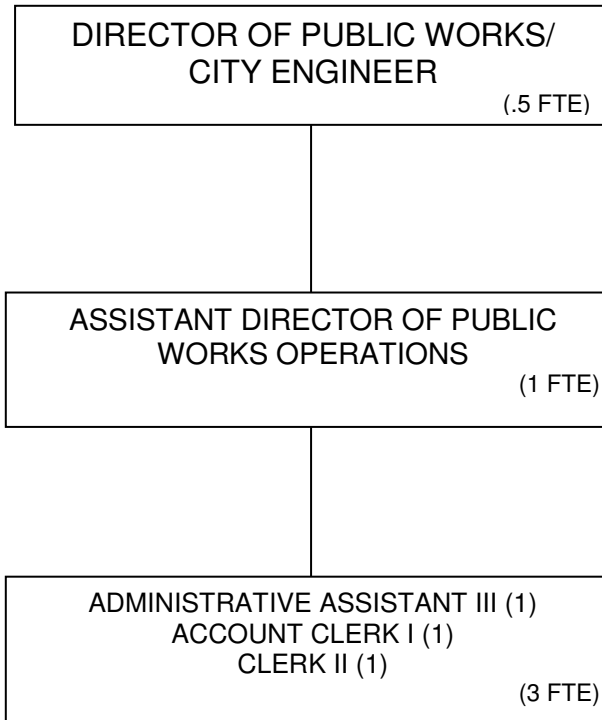 DIRECTOR OF PUBLIC WORKS/
CITY ENGINEER
(.5 FTE)
ASSISTANT DIRECTOR OF PUBLIC
WORKS OPERATIONS
(1 FTE)
ADMINISTRATIVE ASSISTANT III (1)
ACCOUNT CLERK I (1)
CLERK II (1)
(3 FTE)